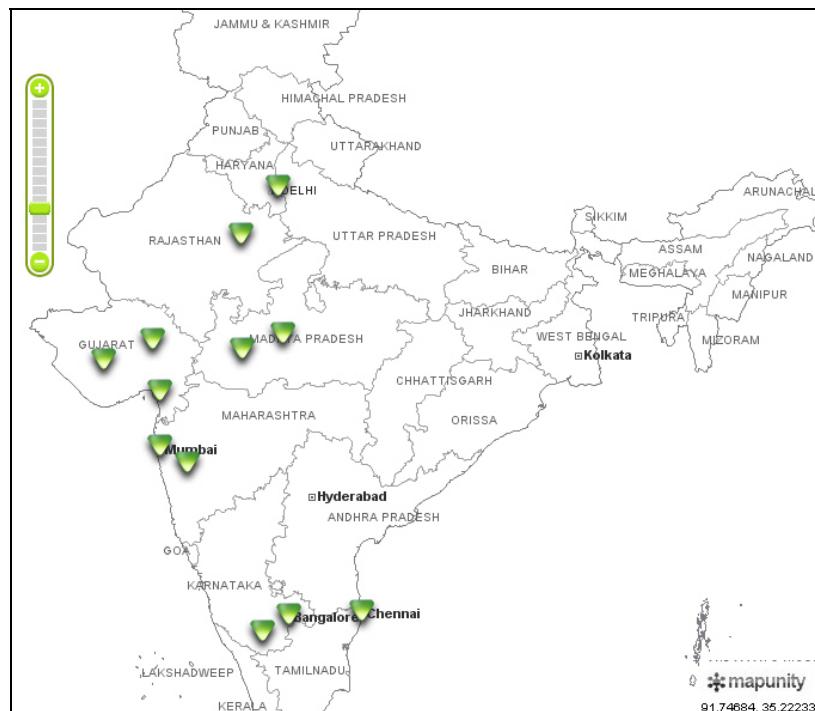 JAMMU & KASHMIR
HIMACHAL PRADESH
PUNJAB
UTTARAKHAND
HARYANA
DELHI
ARUNACHAL
SIKKIM
RAJASTHAN
UTTAR PRADESH
ASSAM
NAGALAND
BIHAR
MEGHALAYA
MANIPUR
JHARKHAND
TRIPURA
GUJARAT
MADHYA PRADESH
WEST BENGAL
MIZORAM
Kolkata
CHHATTISGARH
MAHARASHTRA
ORISSA
Mumbai
Hyderabad
ANDHRA PRADESH
GOA
KARNATAKA
Bangalore
Chennai
LAKSHADWEEP
TAMILNADU
mapunity
KERALA
91.74684, 35.22233